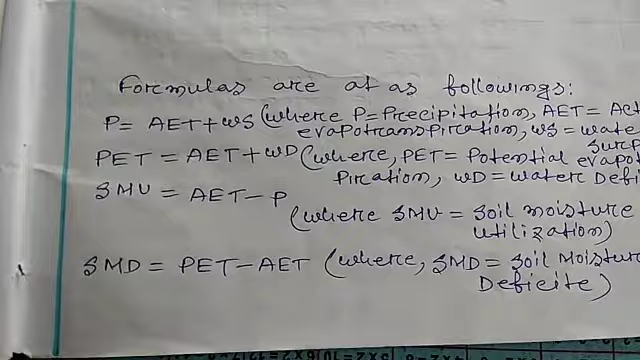 Formulas are at as followings:
P= AET+WS (where P= Precipitation, AET= Act
evapotranspiration, WS = wate
Surp
PET = AET+WD (where, PET= Potential evapot
Piration, WD= water Defi
SMU = AET-P
(where SMU = Soil moisture
utilization)
SMD = PET-AET (where, SMD = Soil Moistur
Deficite)